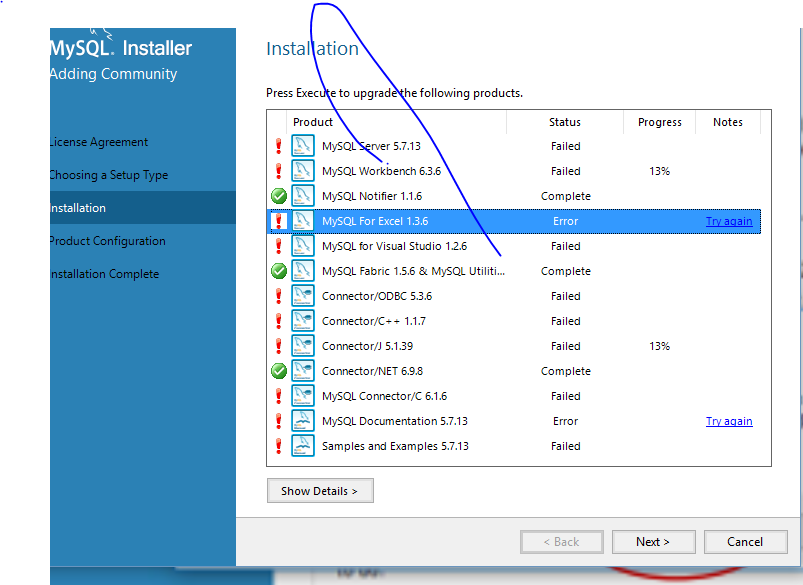 MySQL. Installer
Adding Community
License Agreement
Choosing a Setup Type
Installation
Product Configuration
Installation Complete
Installation
Press Execute to upgrade the following products.
Product Status Progress Notes
MySQL Server 5.7.13 Failed
MySQL Workbench 6.3.6 Failed 13%
MySQL Notifier 1.1.6 Complete
MySQL For Excel 1.3.6 Error Try again
MySQL for Visual Studio 1.2.6 Failed
MySQL Fabric 1.5.6 & MySQL Utiliti... Complete
Connector/ODBC 5.3.6 Failed
Connector/C++ 1.1.7 Failed
Connector/J 5.1.39 Failed 13%
Connector/NET 6.9.8 Complete
MySQL Connector/C 6.1.6 Failed
MySQL Documentation 5.7.13 Error Try again
Samples and Examples 5.7.13 Failed
Show Details >
< Back Next > Cancel